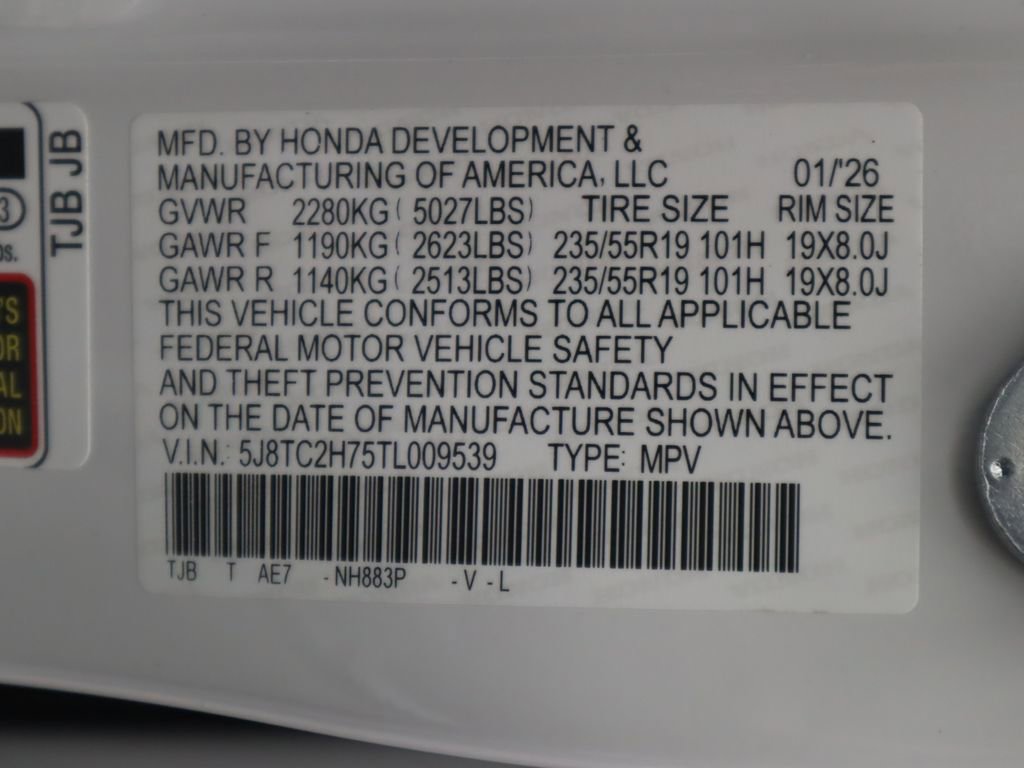 MFD. BY HONDA DEVELOPMENT &
MANUFACTURING OF AMERICA, LLC 01/'26
GVWR 2280KG ( 5027LBS) TIRE SIZE RIM SIZE
GAWR F 1190KG ( 2623LBS) 235/55R19 101H 19X8.0J
GAWR R 1140KG ( 2513LBS) 235/55R19 101H 19X8.0J
THIS VEHICLE CONFORMS TO ALL APPLICABLE
FEDERAL MOTOR VEHICLE SAFETY
AND THEFT PREVENTION STANDARDS IN EFFECT
ON THE DATE OF MANUFACTURE SHOWN ABOVE.
V.I.N.: 5J8TC2H75TL009539 TYPE: MPV
TJB T AE7 -NH883P -V -L
TJB JB